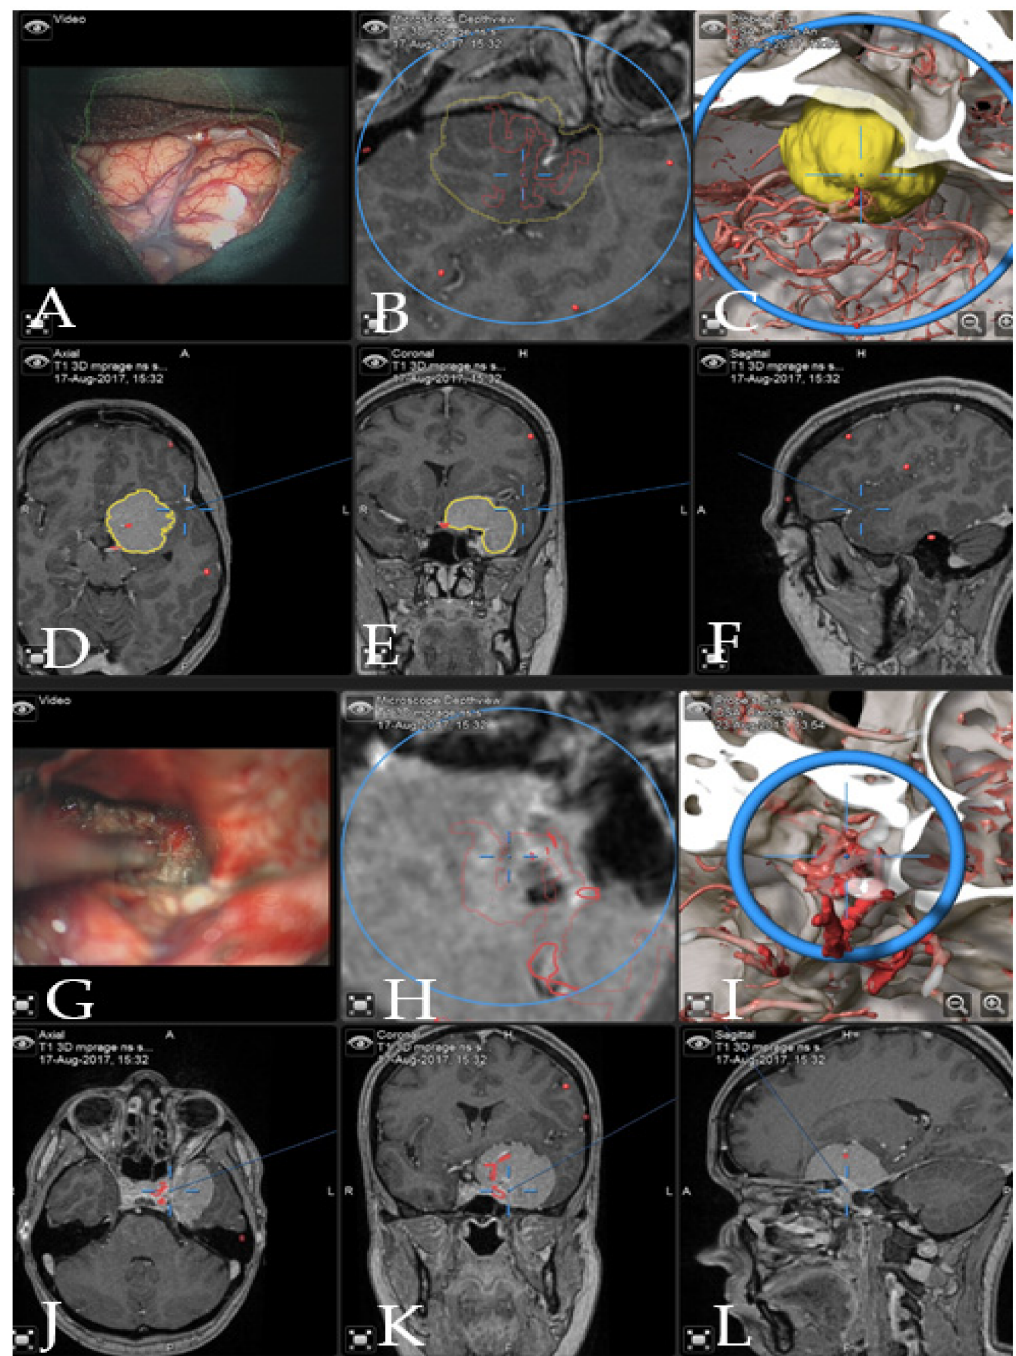 Video
A
Microscope Depthview
17-Aug-2017, 15:32
B
C
Axial
A
T1 3D mprage ns s...
17-Aug-2017, 15:32
R
L
P
D
Coronal
H
T1 3D mprage ns s...
17-Aug-2017, 15:32
R
L
E
Sagittal
H
T1 3D mprage ns s...
17-Aug-2017, 15:32
A
F
Video
G
Microscope Depthview
17-Aug-2017, 15:32
H
I
Axial
A
T1 3D mprage ns s...
17-Aug-2017, 15:32
L
P
J
Coronal
H
T1 3D mprage ns s...
17-Aug-2017, 15:32
R
L
F
K
Sagittal
H
T1 3D mprage ns s...
17-Aug-2017, 15:32
A
P
L